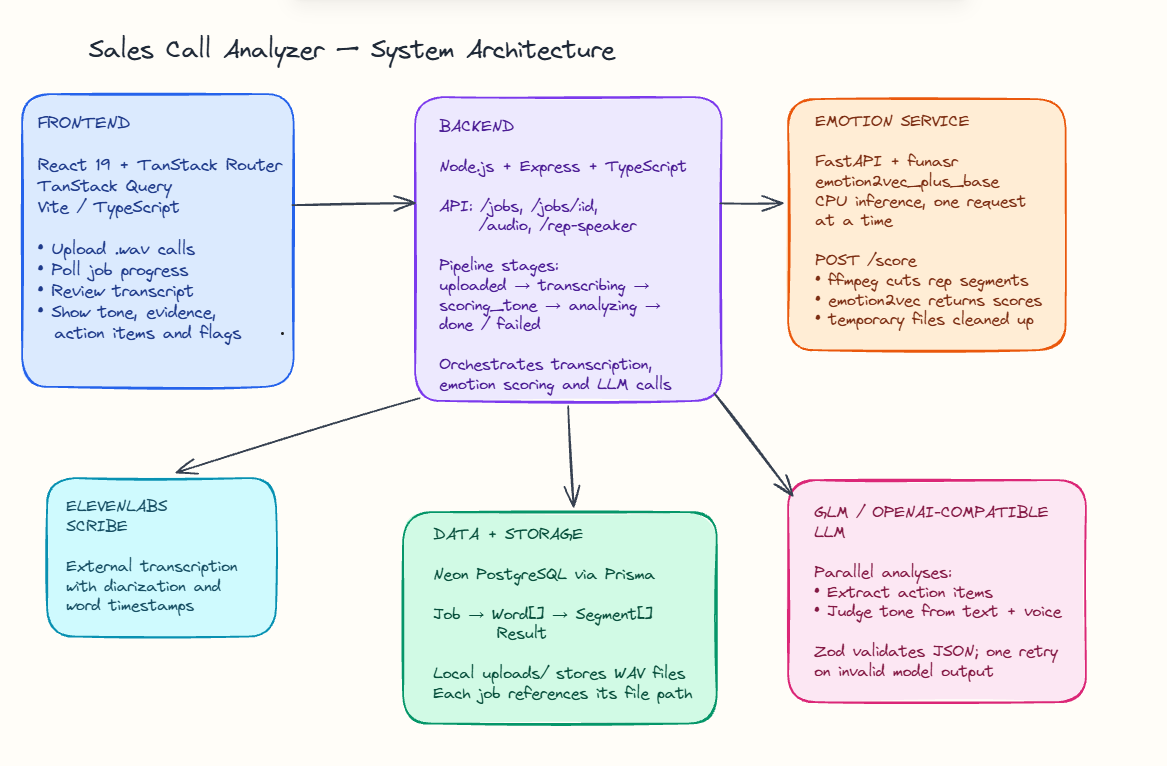 Sales Call Analyzer — System Architecture
FRONTEND
React 19 + TanStack Router
TanStack Query
Vite / TypeScript
• Upload .wav calls
• Poll job progress
• Review transcript
• Show tone, evidence,
action items and flags
BACKEND
Node.js + Express + TypeScript
API: /jobs, /jobs/:id,
/audio, /rep-speaker
Pipeline stages:
uploaded → transcribing →
scoring_tone → analyzing →
done / failed
Orchestrates transcription,
emotion scoring and LLM calls
EMOTION SERVICE
FastAPI + funasr
emotion2vec_plus_base
CPU inference, one request
at a time
POST /score
• ffmpeg cuts rep segments
• emotion2vec returns scores
• temporary files cleaned up
ELEVENLABS
SCRIBE
External transcription
with diarization and
word timestamps
DATA + STORAGE
Neon PostgreSQL via Prisma
Job → Word[] → Segment[]
Result
Local uploads/ stores WAV files
Each job references its file path
GLM / OPENAI-COMPATIBLE
LLM
Parallel analyses:
• Extract action items
• Judge tone from text + voice
Zod validates JSON; one retry
on invalid model output